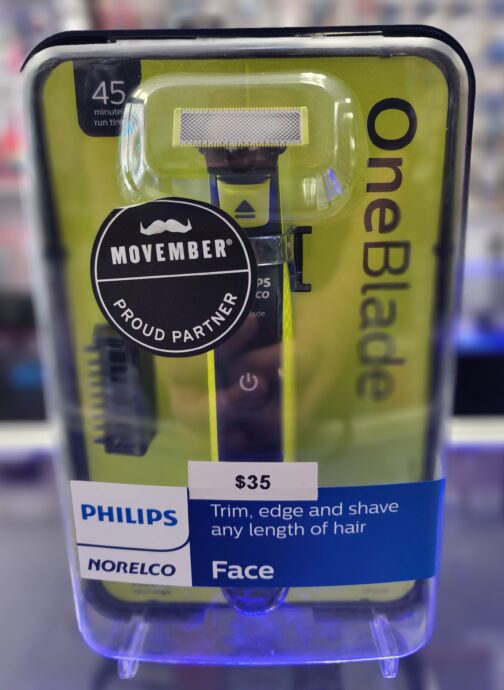 45
minute
run time
OneBlade
MOVEMBER®
PROUD PARTNER
$35
PHILIPS
NORELCO
Trim, edge and shave
any length of hair
Face